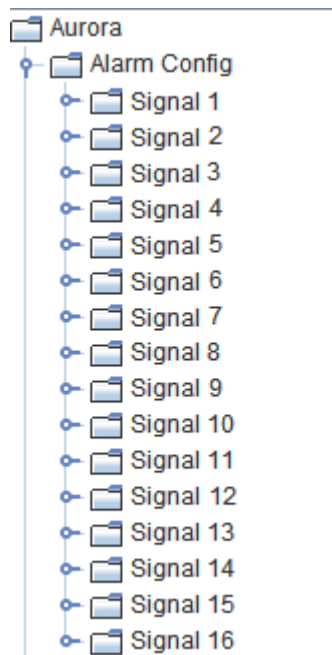 Aurora
Alarm Config
Signal 1
Signal 2
Signal 3
Signal 4
Signal 5
Signal 6
Signal 7
Signal 8
Signal 9
Signal 10
Signal 11
Signal 12
Signal 13
Signal 14
Signal 15
Signal 16